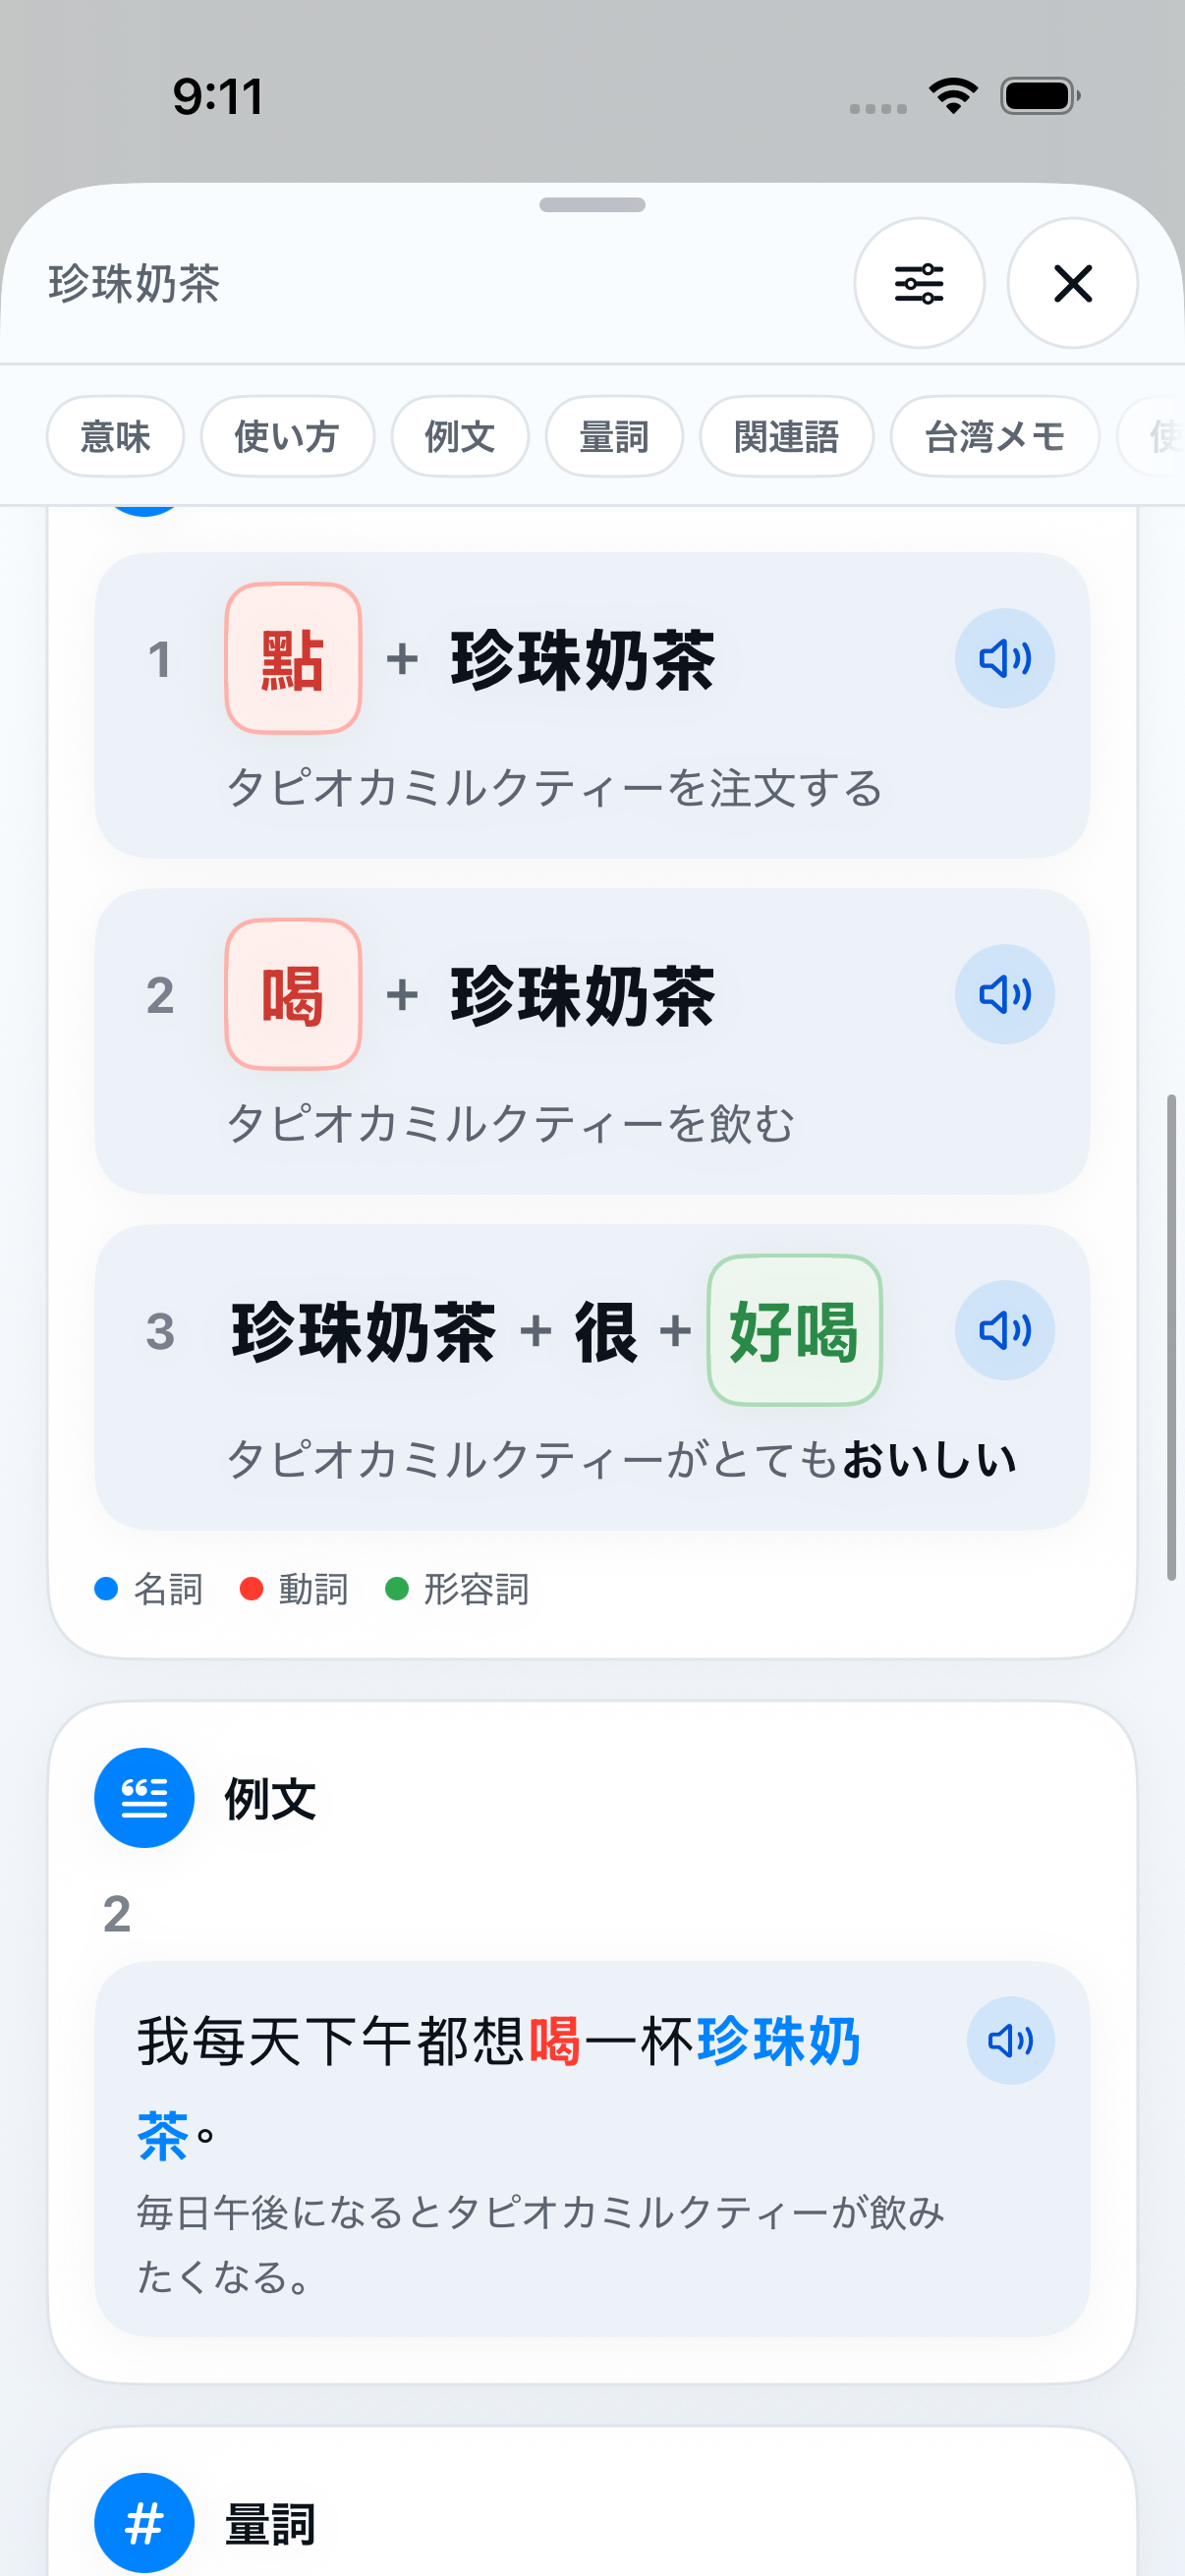 9:11
珍珠奶茶
意味 使い方 例文 量詞 関連語 台湾メモ
1 點 + 珍珠奶茶
タピオカミルクティーを注文する
2 喝 + 珍珠奶茶
タピオカミルクティーを飲む
3 珍珠奶茶 + 很 + 好喝
タピオカミルクティーがとてもおいしい
名詞 動詞 形容詞
例文
2
我每天下午都想喝一杯珍珠奶
茶。
毎日午後になるとタピオカミルクティーが飲み
たくなる。
量詞